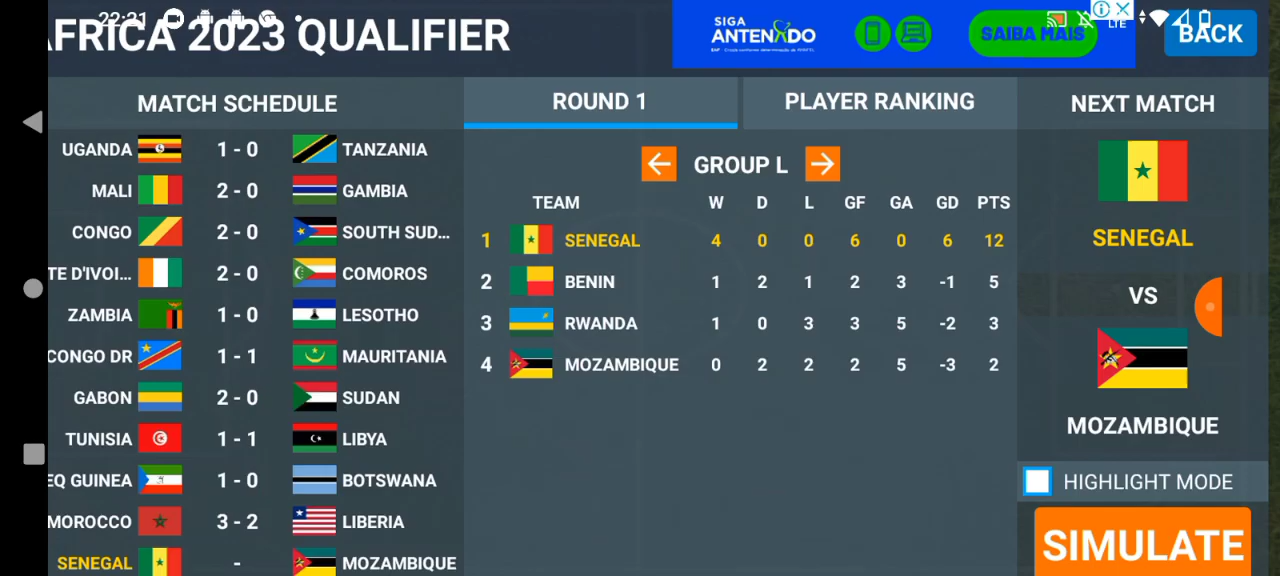 22:21
AFRICA 2023 QUALIFIER
SIGA
ANTENADO
SAIBA MAIS
LTE
BACK
MATCH SCHEDULE
UGANDA 1 - 0 TANZANIA
MALI 2 - 0 GAMBIA
CONGO 2 - 0 SOUTH SUD...
TE D'IVOI... 2 - 0 COMOROS
ZAMBIA 1 - 0 LESOTHO
CONGO DR 1 - 1 MAURITANIA
GABON 2 - 0 SUDAN
TUNISIA 1 - 1 LIBYA
EQ GUINEA 1 - 0 BOTSWANA
MOROCCO 3 - 2 LIBERIA
SENEGAL - MOZAMBIQUE
ROUND 1
PLAYER RANKING
GROUP L
TEAM W D L GF GA GD PTS
1 SENEGAL 4 0 0 6 0 6 12
2 BENIN 1 2 1 2 3 -1 5
3 RWANDA 1 0 3 3 5 -2 3
4 MOZAMBIQUE 0 2 2 2 5 -3 2
NEXT MATCH
SENEGAL
VS
MOZAMBIQUE
HIGHLIGHT MODE
SIMULATE